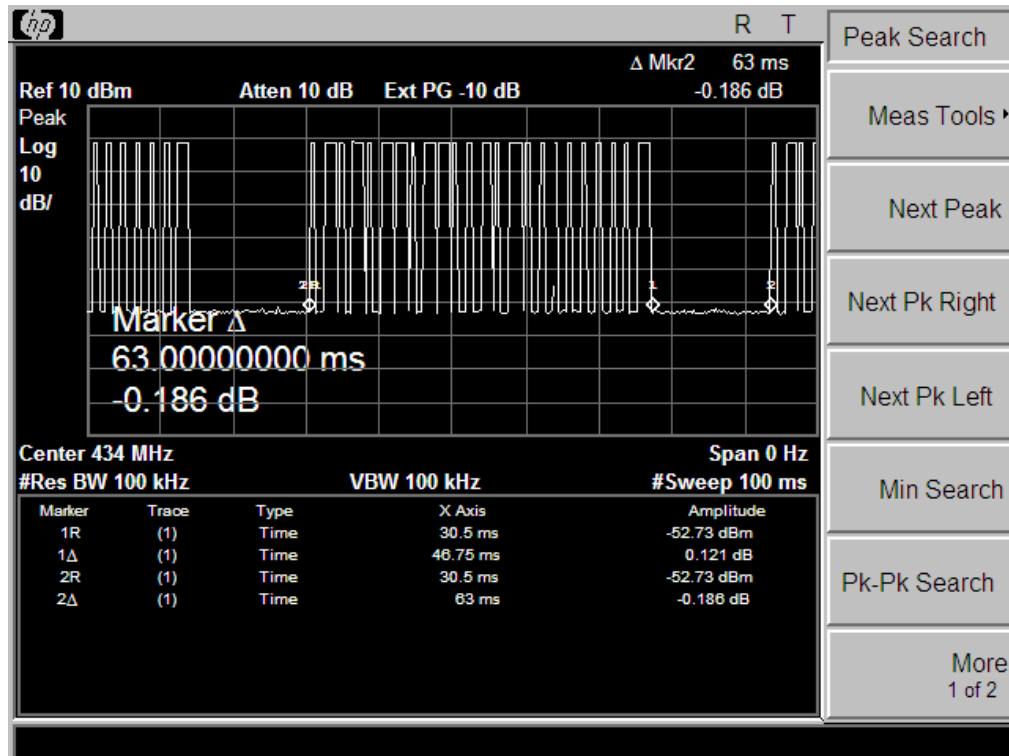 hp
R T
Peak Search
Δ Mkr2 63 ms
Ref 10 dBm Atten 10 dB Ext PG -10 dB -0.186 dB
Peak
Log
10
dB/
Meas Tools
Next Peak
2R 1 2
Next Pk Right
Marker Δ
63.00000000 ms
-0.186 dB
Next Pk Left
Center 434 MHz Span 0 Hz
#Res BW 100 kHz VBW 100 kHz #Sweep 100 ms
Min Search
Marker Trace Type X Axis Amplitude
1R (1) Time 30.5 ms -52.73 dBm
1Δ (1) Time 46.75 ms 0.121 dB
2R (1) Time 30.5 ms -52.73 dBm
2Δ (1) Time 63 ms -0.186 dB
Pk-Pk Search
More
1 of 2